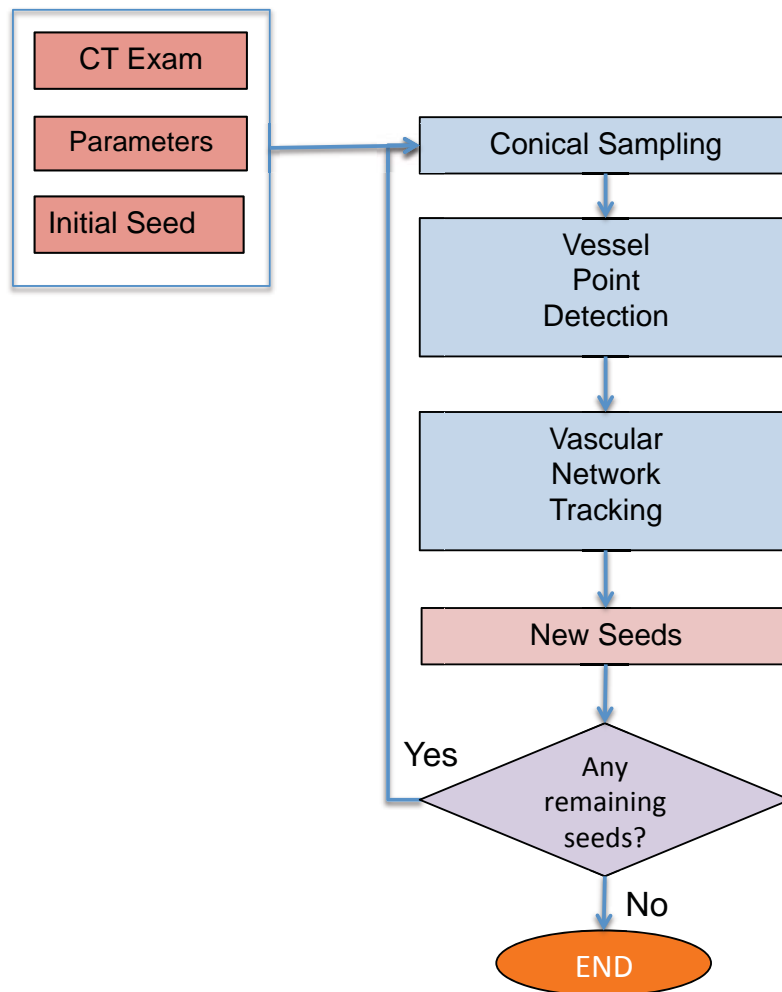 CT Exam
Parameters
Initial Seed
Conical Sampling
Vessel
Point
Detection
Vascular
Network
Tracking
New Seeds
Yes
Any
remaining
seeds?
No
END